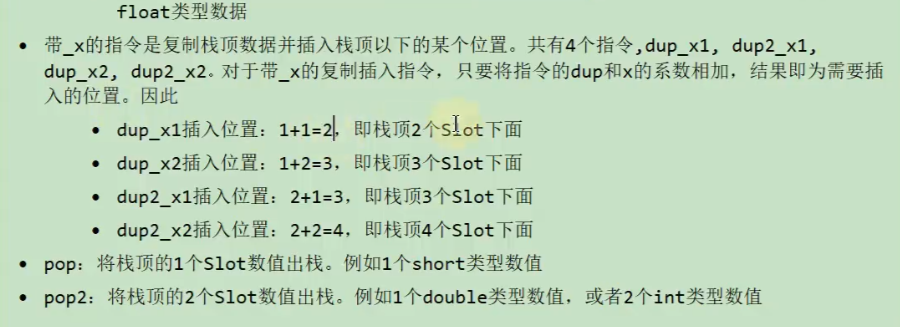 float类型数据
• 带_x的指令是复制栈顶数据并插入栈顶以下的某个位置。共有4个指令,dup_x1, dup2_x1,
dup_x2, dup2_x2。对于带_x的复制插入指令，只要将指令的dup和x的系数相加，结果即为需要插
入的位置。因此
• dup_x1插入位置：1+1=2，即栈顶2个Slot下面
• dup_x2插入位置：1+2=3，即栈顶3个Slot下面
• dup2_x1插入位置：2+1=3，即栈顶3个Slot下面
• dup2_x2插入位置：2+2=4，即栈顶4个Slot下面
• pop：将栈顶的1个Slot数值出栈。例如1个short类型数值
• pop2：将栈顶的2个Slot数值出栈。例如1个double类型数值，或者2个int类型数值